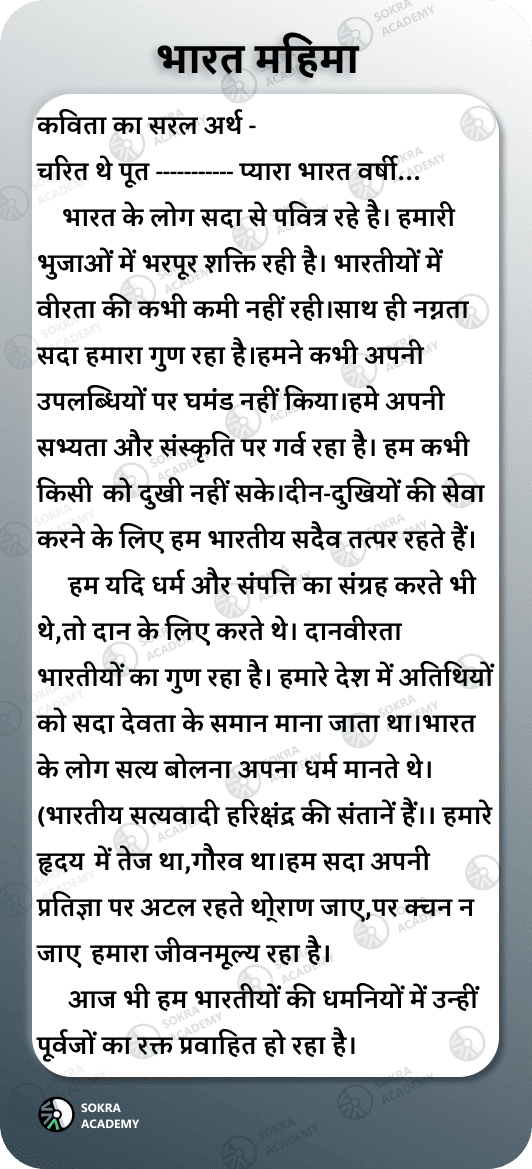 भारत महिमा
कविता का सरल अर्थ -
चरित थे पूत ----------- प्यारा भारत वर्षी...
भारत के लोग सदा से पवित्र रहे है। हमारी
भुजाओं में भरपूर शक्ति रही है। भारतीयों में
वीरता की कभी कमी नहीं रही।साथ ही नग्नता
सदा हमारा गुण रहा है।हमने कभी अपनी
उपलब्धियों पर घमंड नहीं किया।हमे अपनी
सभ्यता और संस्कृति पर गर्व रहा है। हम कभी
किसी को दुखी नहीं सके।दीन-दुखियों की सेवा
करने के लिए हम भारतीय सदैव तत्पर रहते हैं।
हम यदि धर्म और संपत्ति का संग्रह करते भी
थे,तो दान के लिए करते थे। दानवीरता
भारतीयों का गुण रहा है। हमारे देश में अतिथियों
को सदा देवता के समान माना जाता था।भारत
के लोग सत्य बोलना अपना धर्म मानते थे।
(भारतीय सत्यवादी हरिक्षंद्र की संतानें हैं।। हमारे
हृदय में तेज था,गौरव था।हम सदा अपनी
प्रतिज्ञा पर अटल रहते थो्राण जाए,पर क्चन न
जाए हमारा जीवनमूल्य रहा है।
आज भी हम भारतीयों की धमनियों में उन्हीं
पूर्वजों का रक्त प्रवाहित हो रहा है।
SOKRA
ACADEMY